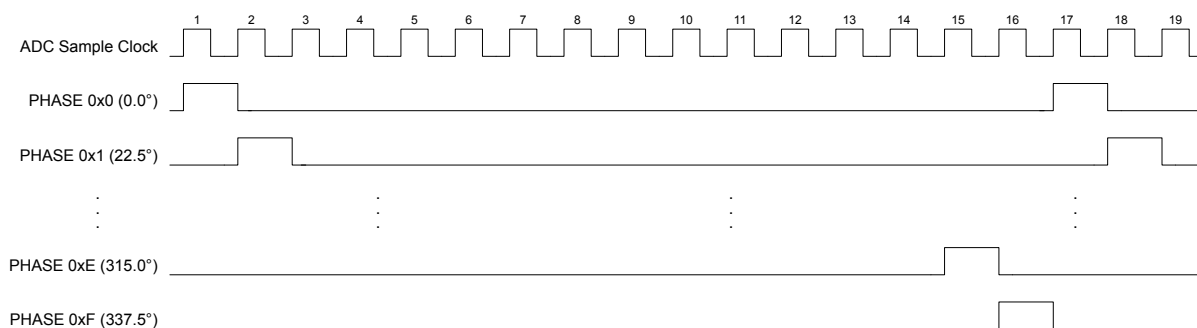 1 2 3 4 5 6 7 8 9 10 11 12 13 14 15 16 17 18 19
ADC Sample Clock
PHASE 0x0 (0.0°)
PHASE 0x1 (22.5°)
PHASE 0xE (315.0°)
PHASE 0xF (337.5°)